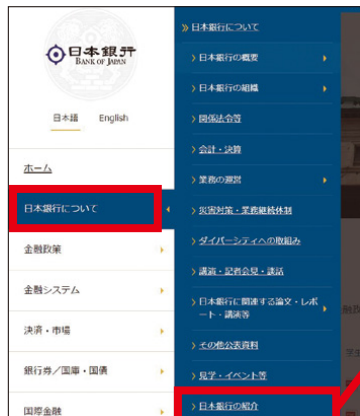 日本銀行
BANK OF JAPAN
日本語 English
ホーム
日本銀行について
金融政策
金融システム
決済・市場
銀行券／国庫・国債
国際金融
日本銀行について
日本銀行の概要
日本銀行の組織
関係法令等
会計・決算
業務の運営
災害対策・業務継続体制
ダイバーシティへの取組み
講演・記者会見・談話
日本銀行に関連する論文・レポ
ート・講演等
その他公表資料
見学・イベント等
日本銀行の紹介